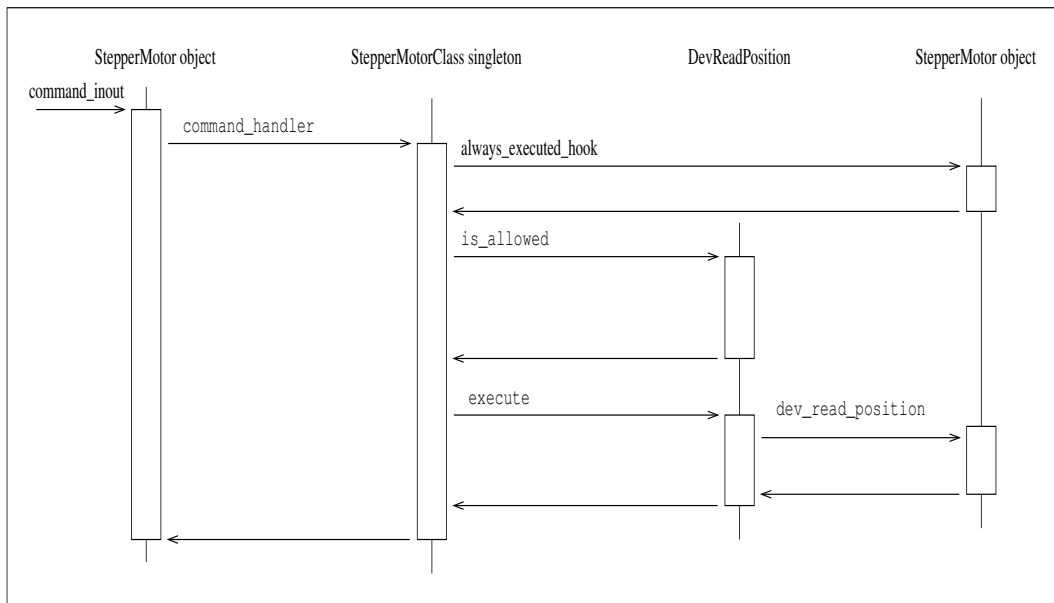 StepperMotor object
StepperMotorClass singleton
DevReadPosition
StepperMotor object
command_inout
command_handler
always_executed_hook
is_allowed
execute
dev_read_position